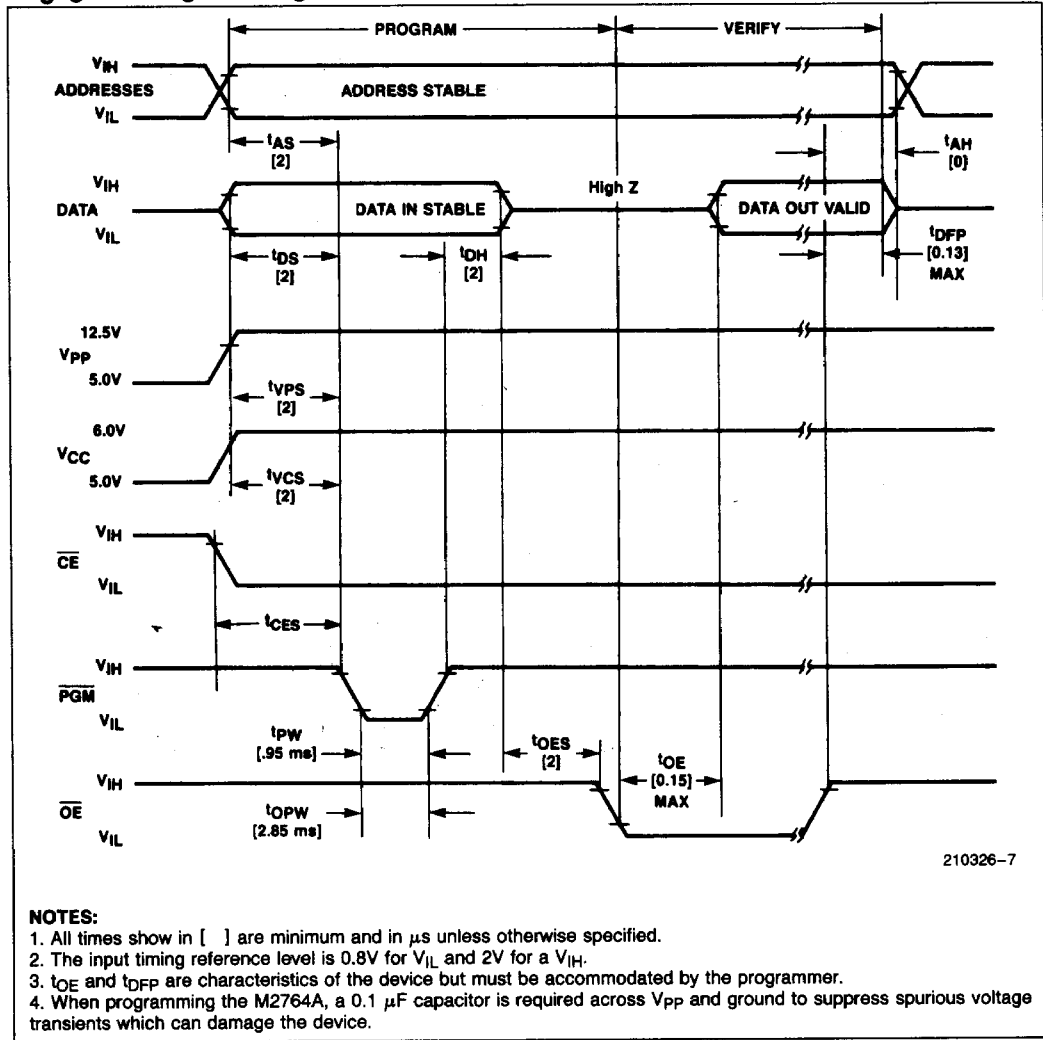 PROGRAM
VERIFY
VIH
ADDRESSES
VIL
ADDRESS STABLE
tAS
[2]
tAH
[0]
VIH
DATA
VIL
DATA IN STABLE
High Z
DATA OUT VALID
tDS
[2]
tDH
[2]
tDFP
[0.13]
MAX
12.5V
VPP
5.0V
tVPS
[2]
6.0V
VCC
5.0V
tVCS
[2]
VIH
CE
VIL
tCES
VIH
PGM
VIL
tPW
[.95 ms]
tOES
[2]
tOE
[0.15]
MAX
VIH
OE
VIL
tOPW
[2.85 ms]
210326–7
NOTES:
1. All times show in [ ] are minimum and in μs unless otherwise specified.
2. The input timing reference level is 0.8V for VIL and 2V for a VIH.
3. tOE and tDFP are characteristics of the device but must be accommodated by the programmer.
4. When programming the M2764A, a 0.1 μF capacitor is required across VPP and ground to suppress spurious voltage
transients which can damage the device.